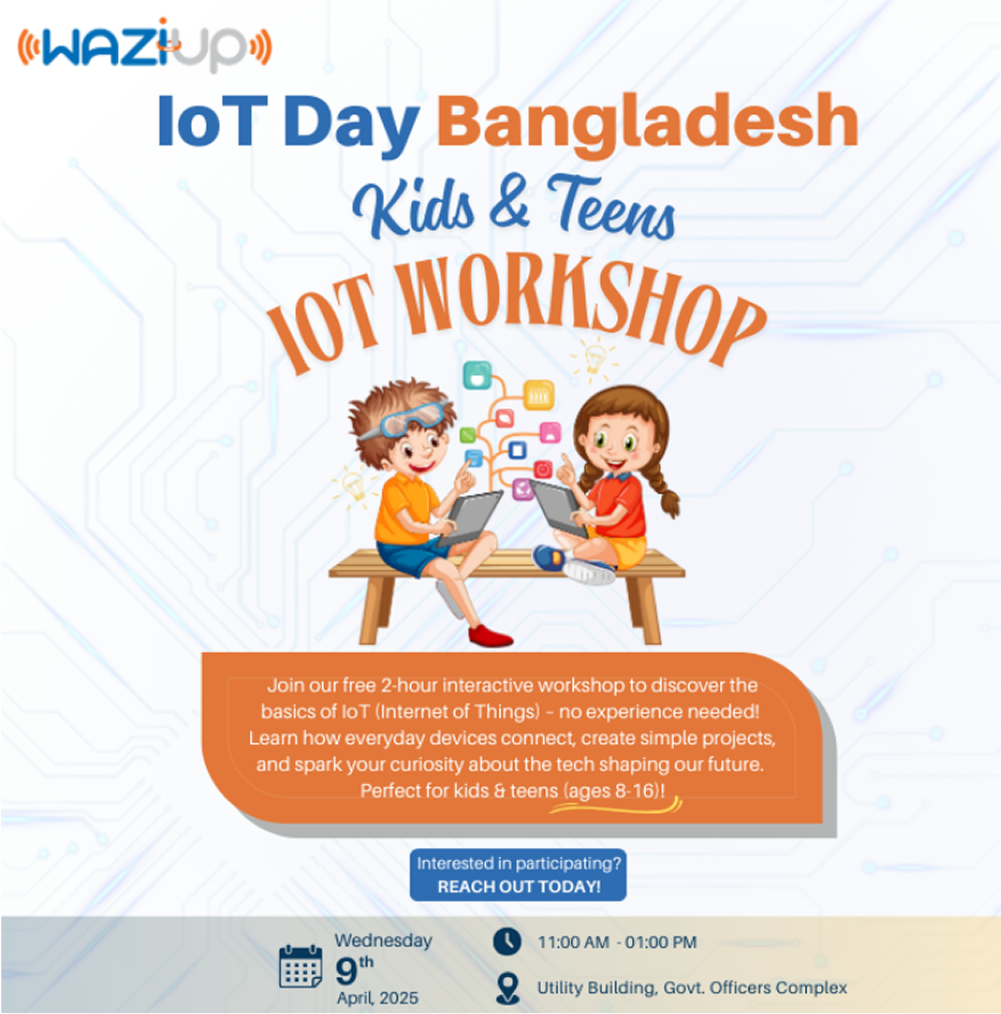 WAZIUP
IoT Day Bangladesh
Kids & Teens
IOT WORKSHOP
Join our free 2-hour interactive workshop to discover the
basics of IoT (Internet of Things) – no experience needed!
Learn how everyday devices connect, create simple projects,
and spark your curiosity about the tech shaping our future.
Perfect for kids & teens (ages 8-16)!
Interested in participating?
REACH OUT TODAY!
Wednesday
9th
April, 2025
11:00 AM - 01:00 PM
Utility Building, Govt. Officers Complex